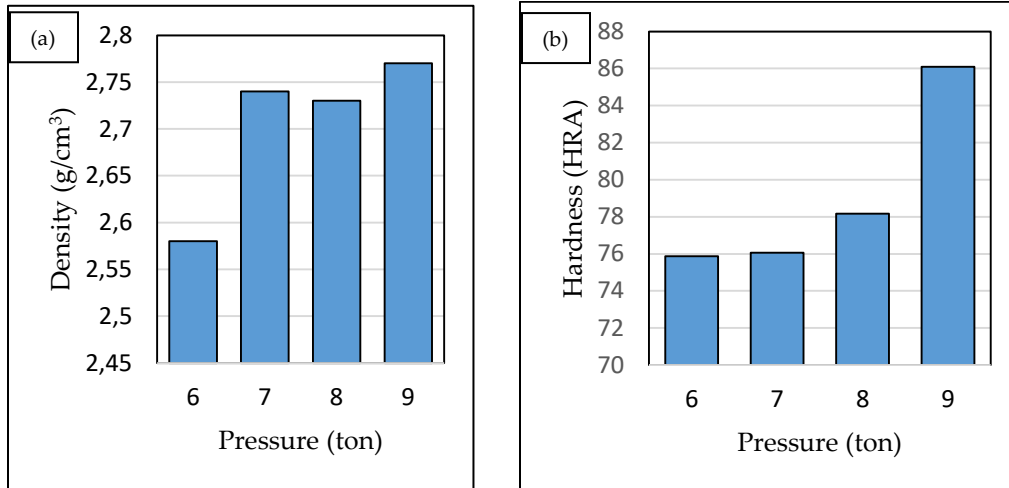 (a)
Density (g/cm³)
2,8
2,75
2,7
2,65
2,6
2,55
2,5
2,45
6 7 8 9
Pressure (ton)
(b)
Hardness (HRA)
88
86
84
82
80
78
76
74
72
70
6 7 8 9
Pressure (ton)